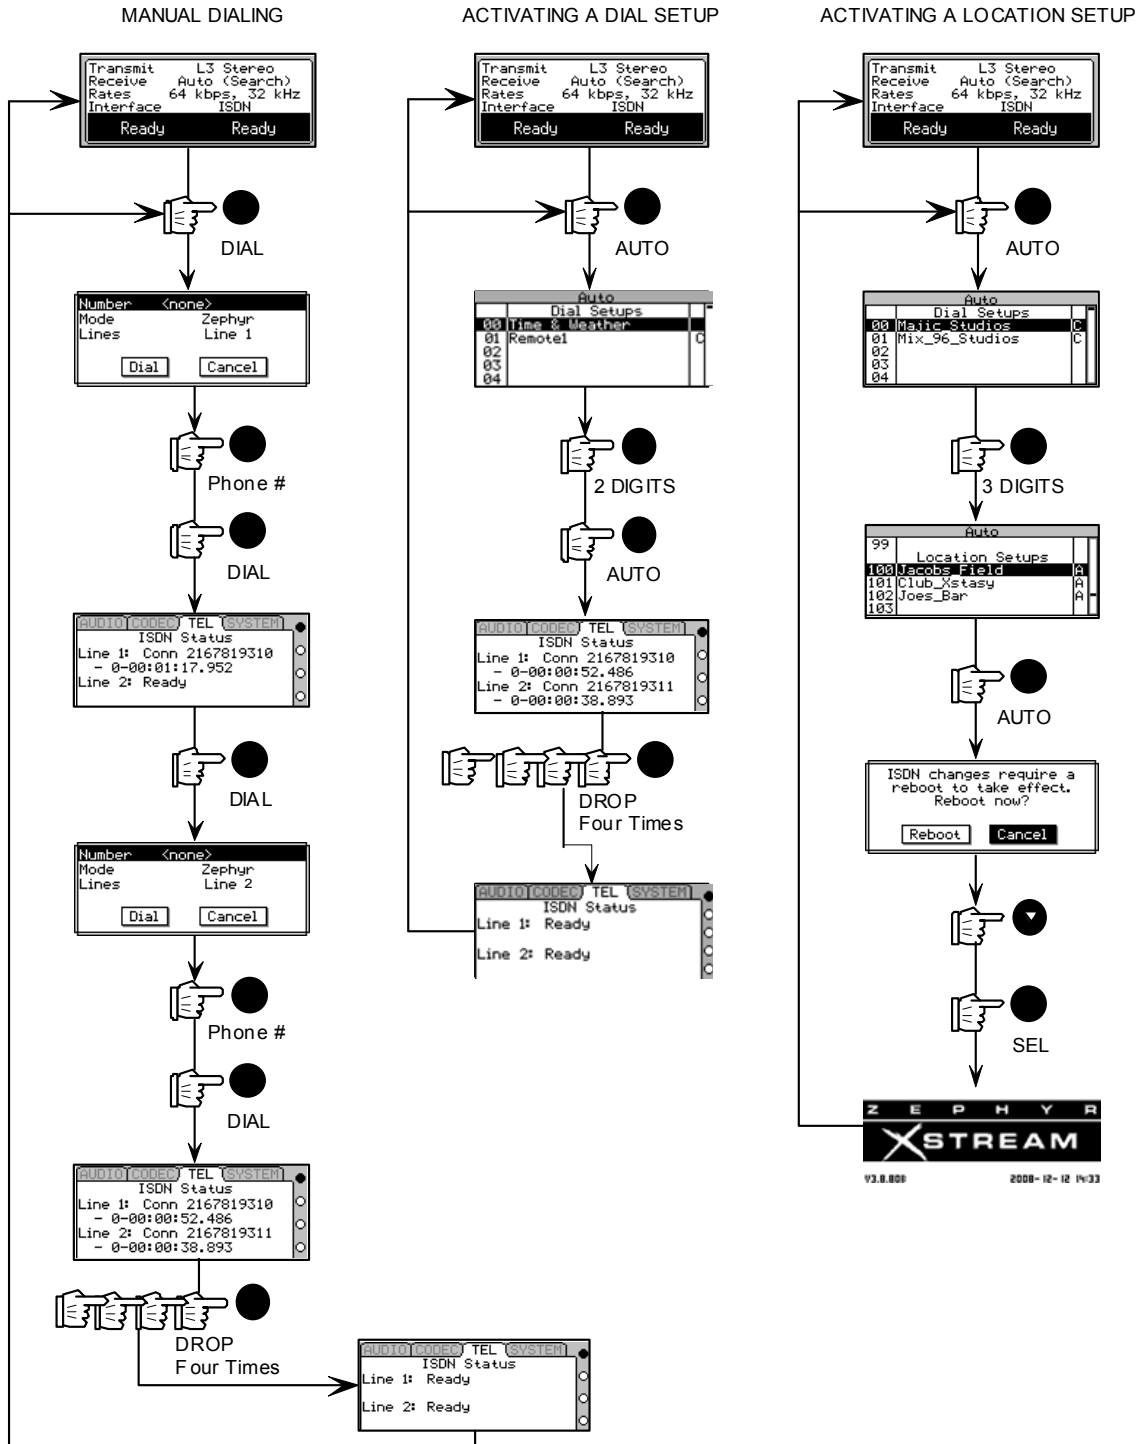 MANUAL DIALING
Transmit L3 Stereo
Receive Auto (Search)
Rates 64 kbps, 32 kHz
Interface ISDN
Ready Ready
DIAL
Number <none>
Mode Zephyr
Lines Line 1
Dial Cancel
Phone #
DIAL
AUDIO CODEC TEL SYSTEM
ISDN Status
Line 1: Conn 2167819310
- 0-00:01:17.952
Line 2: Ready
DIAL
Number <none>
Mode Zephyr
Lines Line 2
Dial Cancel
Phone #
DIAL
AUDIO CODEC TEL SYSTEM
ISDN Status
Line 1: Conn 2167819310
- 0-00:00:52.486
Line 2: Conn 2167819311
- 0-00:00:38.893
DROP
Four Times
AUDIO CODEC TEL SYSTEM
ISDN Status
Line 1: Ready
Line 2: Ready
ACTIVATING A DIAL SETUP
Transmit L3 Stereo
Receive Auto (Search)
Rates 64 kbps, 32 kHz
Interface ISDN
Ready Ready
AUTO
Auto
Dial Setups
00 Time & Weather
01 Remote1 C
02
03
04
2 DIGITS
AUTO
AUDIO CODEC TEL SYSTEM
ISDN Status
Line 1: Conn 2167819310
- 0-00:00:52.486
Line 2: Conn 2167819311
- 0-00:00:38.893
DROP
Four Times
AUDIO CODEC TEL SYSTEM
ISDN Status
Line 1: Ready
Line 2: Ready
ACTIVATING A LOCATION SETUP
Transmit L3 Stereo
Receive Auto (Search)
Rates 64 kbps, 32 kHz
Interface ISDN
Ready Ready
AUTO
Auto
Dial Setups
00 Majic_Studios C
01 Mix_96_Studios C
02
03
04
3 DIGITS
Auto
99
Location Setups
100 Jacobs_Field A
101 Club_Xstasy A
102 Joes_Bar A
103
AUTO
ISDN changes require a
reboot to take effect.
Reboot now?
Reboot Cancel
SEL
ZEPHYR
XSTREAM
V3.8.80B 2008-12-12 14:33